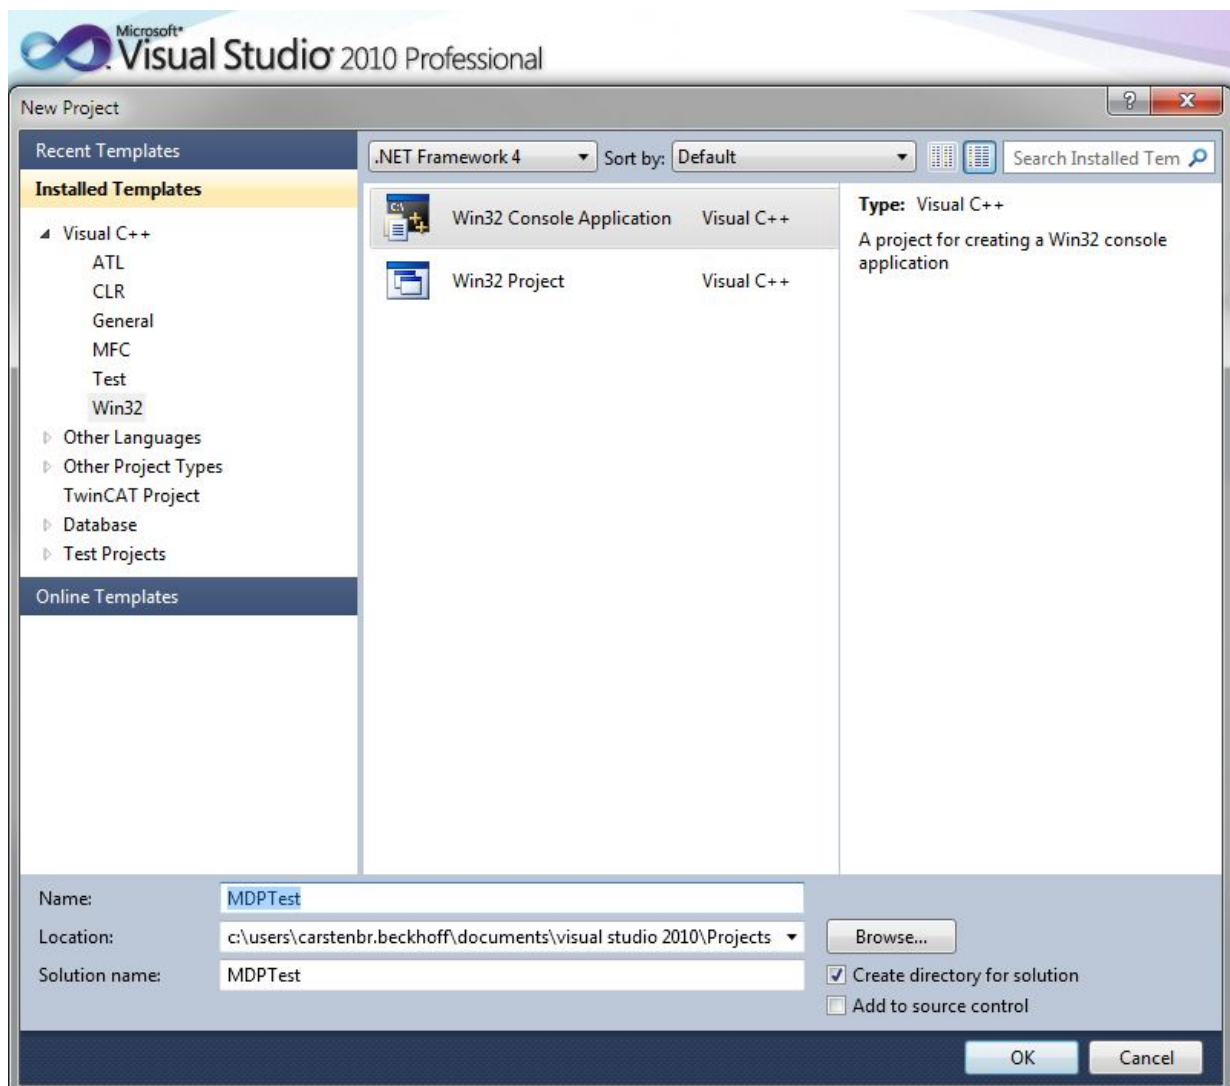 Microsoft®
Visual Studio® 2010 Professional
New Project
Recent Templates
Installed Templates
Visual C++
ATL
CLR
General
MFC
Test
Win32
Other Languages
Other Project Types
TwinCAT Project
Database
Test Projects
Online Templates
.NET Framework 4 Sort by: Default Search Installed Tem
Win32 Console Application Visual C++
Win32 Project Visual C++
Type: Visual C++
A project for creating a Win32 console
application
Name: MDPTest
Location: c:\users\carstenbr.beckhoff\documents\visual studio 2010\Projects Browse...
Solution name: MDPTest
Create directory for solution
Add to source control
OK Cancel